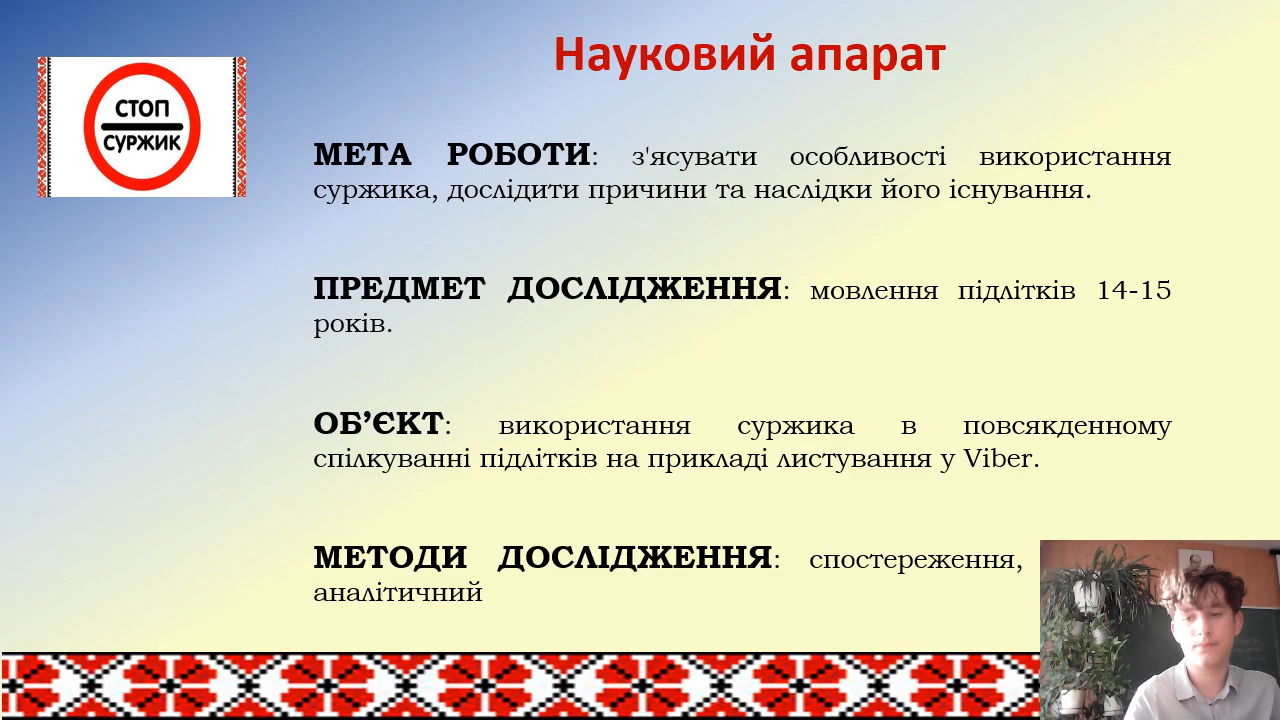 Науковий апарат
СТОП
СУРЖИК
МЕТА РОБОТИ: з'ясувати особливості використання
суржика, дослідити причини та наслідки його існування.
ПРЕДМЕТ ДОСЛІДЖЕННЯ: мовлення підлітків 14-15
років.
ОБ’ЄКТ: використання суржика в повсякденному
спілкуванні підлітків на прикладі листування у Viber.
МЕТОДИ ДОСЛІДЖЕННЯ: спостереження,
аналітичний